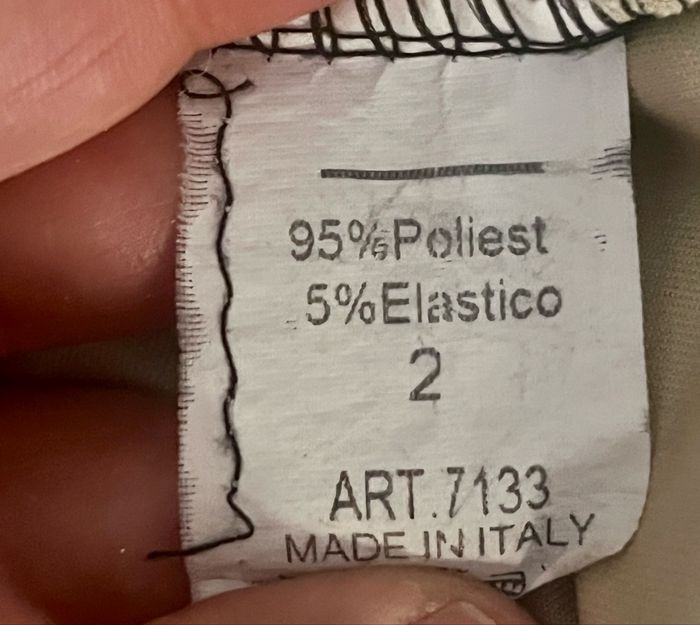 95%Poliest
5%Elastico
2
ART.7133
MADE IN ITALY